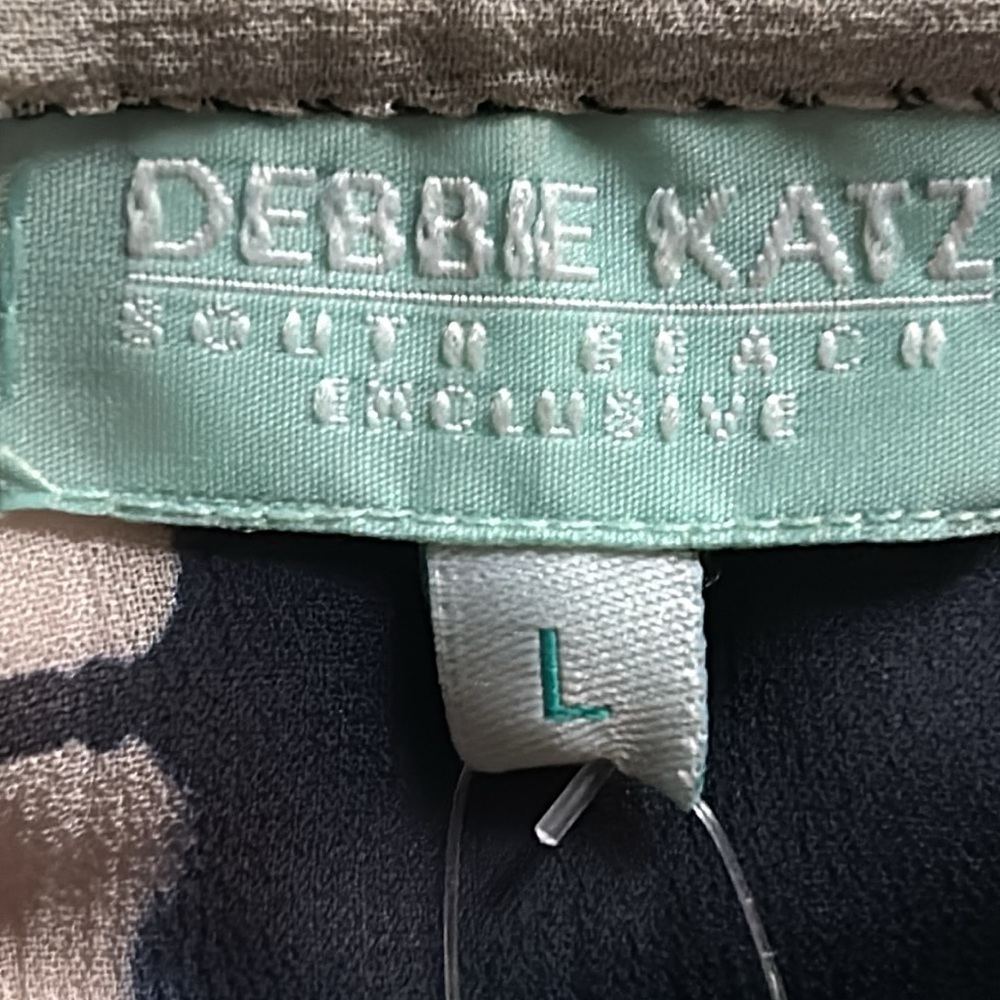 DEBBIE KATZ
SOUTH BEACH
EXCLUSIVE
L